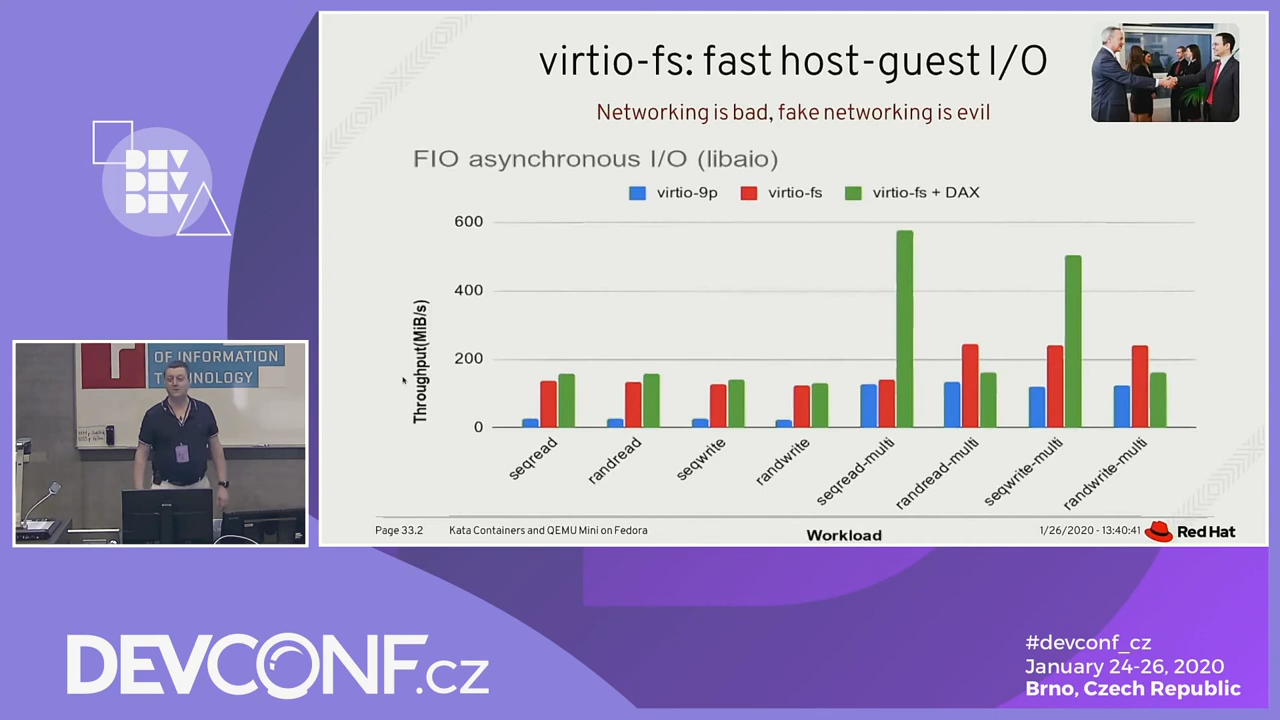 DEV
DEV
DEV
virtio-fs: fast host-guest I/O
Networking is bad, fake networking is evil
FIO asynchronous I/O (libaio)
virtio-9p virtio-fs virtio-fs + DAX
Throughput(MiB/s)
600
400
200
0
seqread
randread
seqwrite
randwrite
seqread-multi
randread-multi
seqwrite-multi
randwrite-multi
Workload
Page 33.2 Kata Containers and QEMU Mini on Fedora 1/26/2020 - 13:40:41 Red Hat
OF INFORMATION
TECHNOLOGY
DEVCONF.cz
#devconf_cz
January 24-26, 2020
Brno, Czech Republic